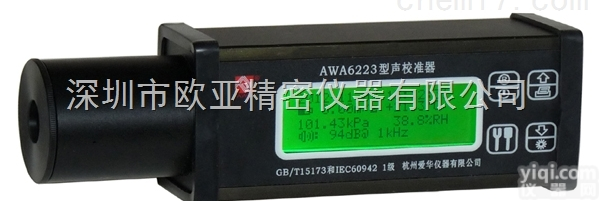 chem17.com
AWA6223型声校准器
深圳市欧亚精密仪器有限公司
101.43kPa 38.8%RH
94dB@ 1kHz
GB/T15173和IEC60942 1级 杭州爱华仪器有限公司
yiqi.com